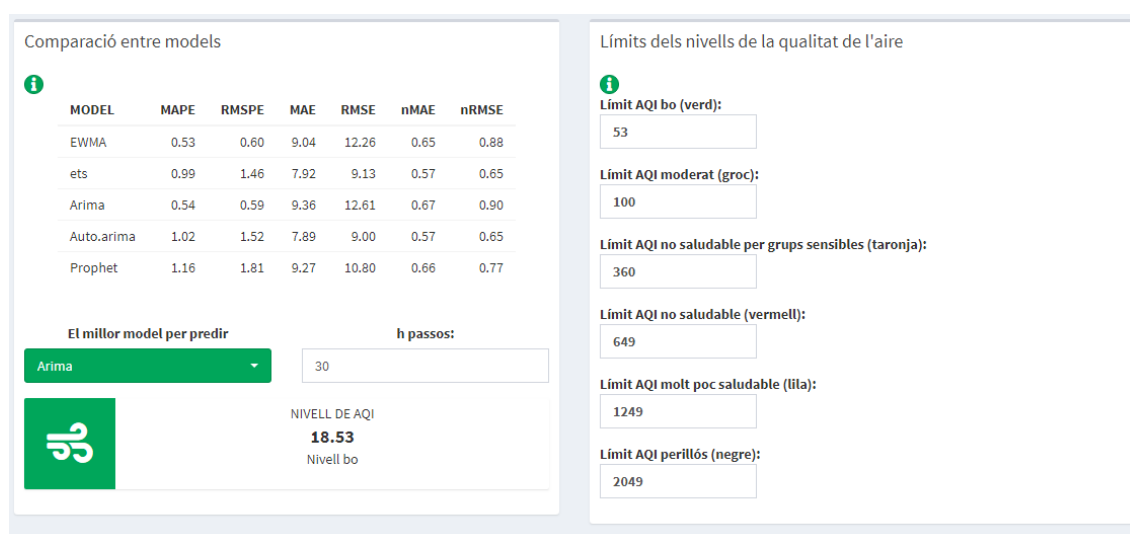 Comparació entre models
MODEL MAPE RMSPE MAE RMSE nMAE nRMSE
EWMA 0.53 0.60 9.04 12.26 0.65 0.88
ets 0.99 1.46 7.92 9.13 0.57 0.65
Arima 0.54 0.59 9.36 12.61 0.67 0.90
Auto.arima 1.02 1.52 7.89 9.00 0.57 0.65
Prophet 1.16 1.81 9.27 10.80 0.66 0.77
El millor model per predir h passos:
Arima 30
NIVELL DE AQI
18.53
Nivell bo
Límits dels nivells de la qualitat de l'aire
Límit AQI bo (verd):
53
Límit AQI moderat (groc):
100
Límit AQI no saludable per grups sensibles (taronja):
360
Límit AQI no saludable (vermell):
649
Límit AQI molt poc saludable (lila):
1249
Límit AQI perillós (negre):
2049